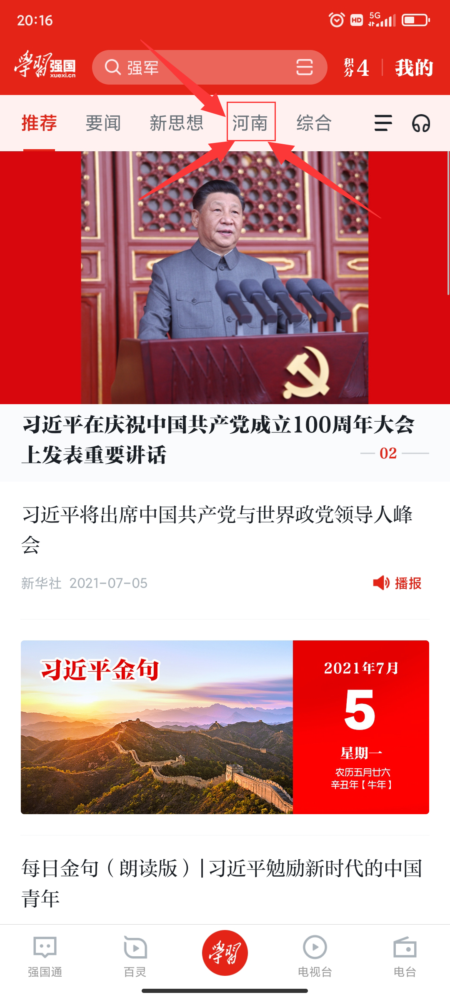 20:16
HD
5G
学習强国
xuexi.cn
强军
积分 4
我的
推荐 要闻 新思想 河南 综合
习近平在庆祝中国共产党成立100周年大会
上发表重要讲话
02
习近平将出席中国共产党与世界政党领导人峰
会
新华社 2021-07-05
播报
习近平金句
2021年7月
5
星期一
农历五月廿六
辛丑年【牛年】
每日金句（朗读版）|习近平勉励新时代的中国
青年
学習
强国通 百灵 电视台 电台